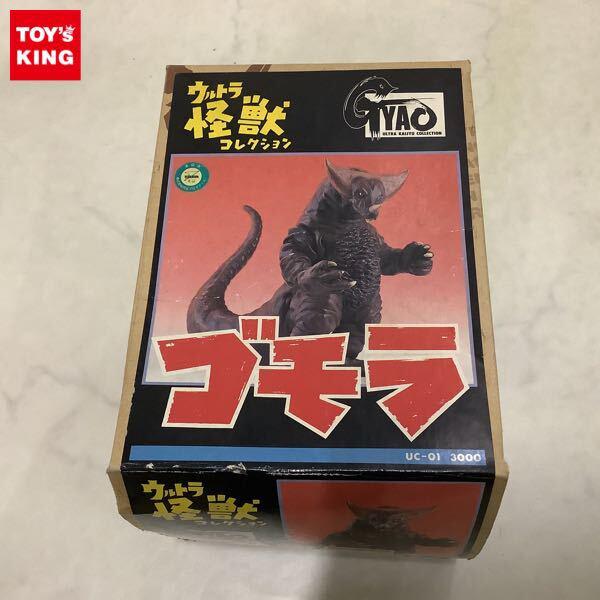 TOY's
KING
ウルトラ
怪獣
コレクション
GYAO
ULTRA KAIJYU COLLECTION
ゴモラ
UC-01 3000
ウルトラ
怪獣
コレクション